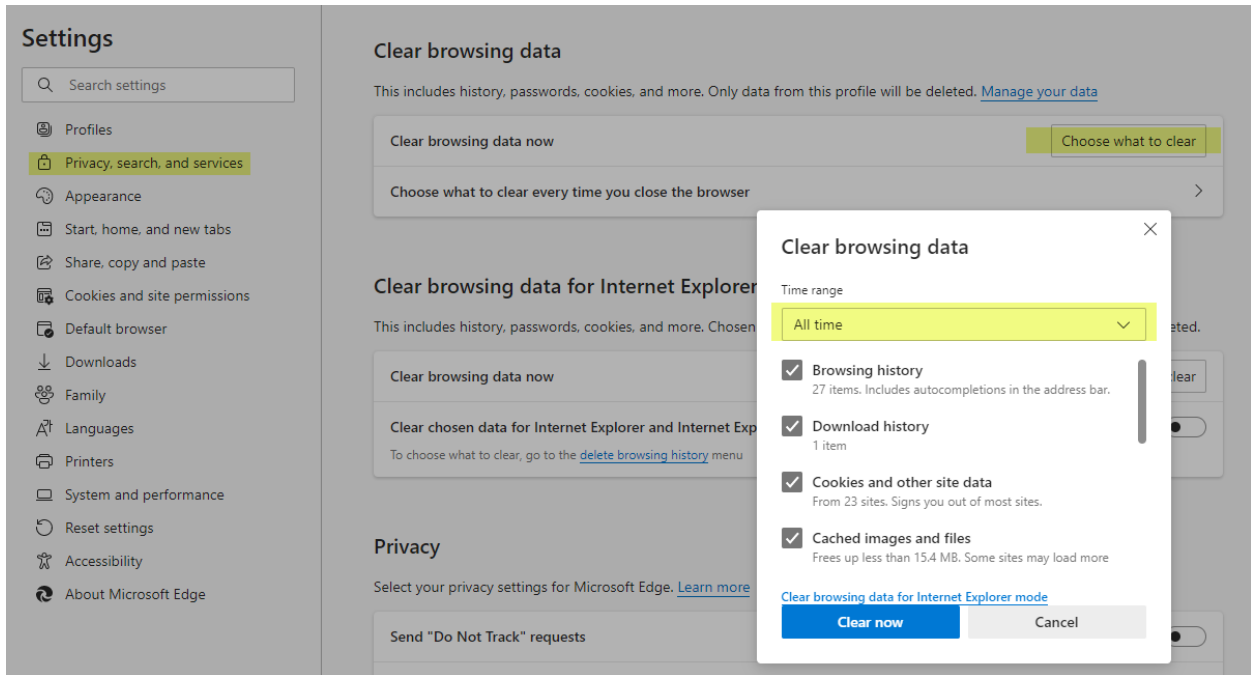 Settings
Search settings
Profiles
Privacy, search, and services
Appearance
Start, home, and new tabs
Share, copy and paste
Cookies and site permissions
Default browser
Downloads
Family
Languages
Printers
System and performance
Reset settings
Accessibility
About Microsoft Edge
Clear browsing data
This includes history, passwords, cookies, and more. Only data from this profile will be deleted. Manage your data
Clear browsing data now
Choose what to clear
Choose what to clear every time you close the browser
Clear browsing data for Internet Explorer
This includes history, passwords, cookies, and more. Chosen
eted.
Clear browsing data now
clear
Clear chosen data for Internet Explorer and Internet Exp
To choose what to clear, go to the delete browsing history menu
Privacy
Select your privacy settings for Microsoft Edge. Learn more
Send "Do Not Track" requests
Clear browsing data
Time range
All time
Browsing history
27 items. Includes autocompletions in the address bar.
Download history
1 item
Cookies and other site data
From 23 sites. Signs you out of most sites.
Cached images and files
Frees up less than 15.4 MB. Some sites may load more
Clear browsing data for Internet Explorer mode
Clear now
Cancel